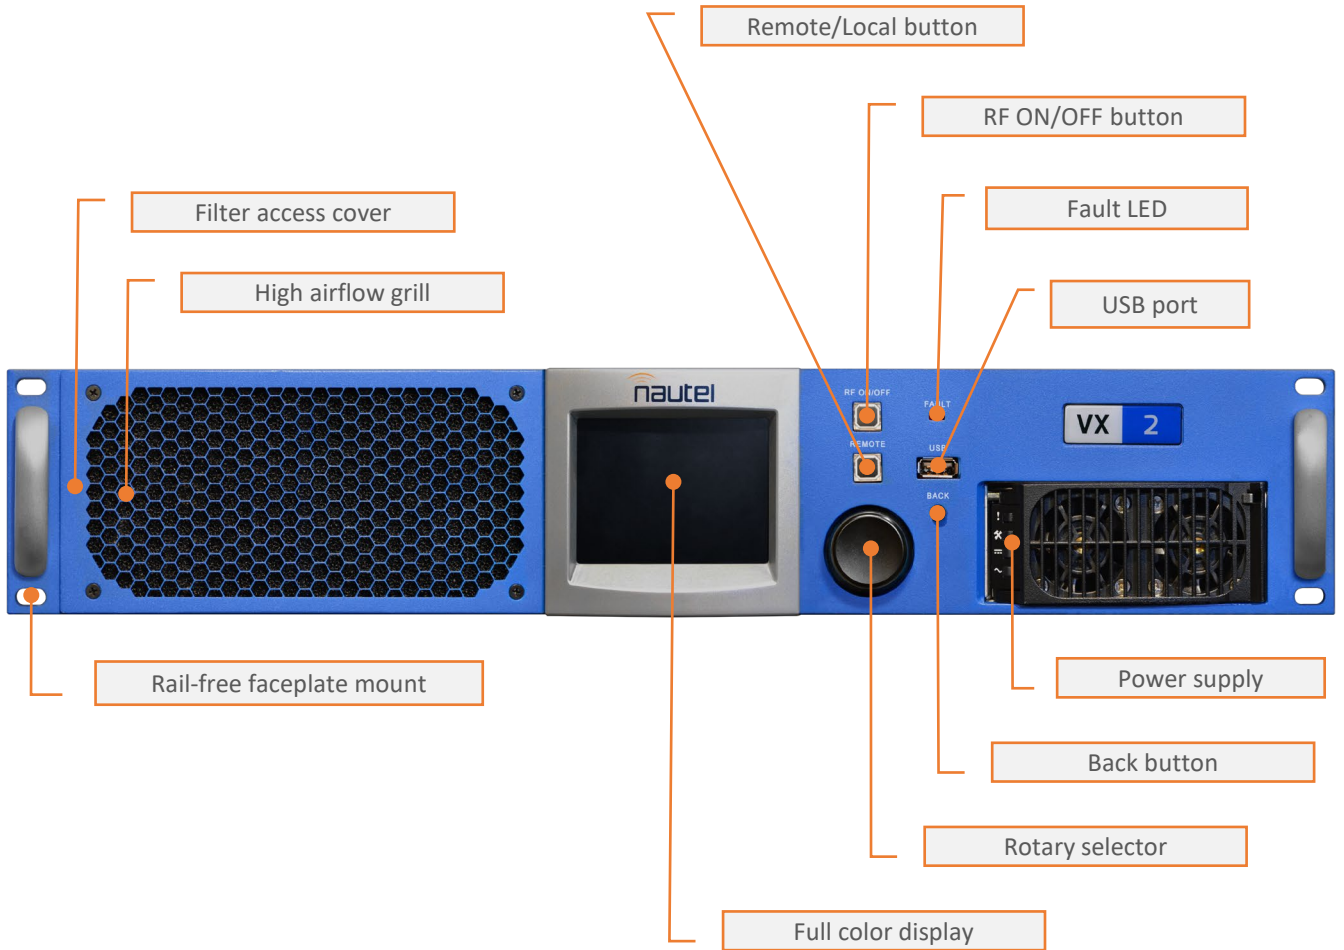 Remote/Local button
RF ON/OFF button
Filter access cover
Fault LED
High airflow grill
USB port
nautel
RF ON/OFF
FAULT
VX 2
REMOTE
USB
BACK
Rail-free faceplate mount
Power supply
Back button
Rotary selector
Full color display